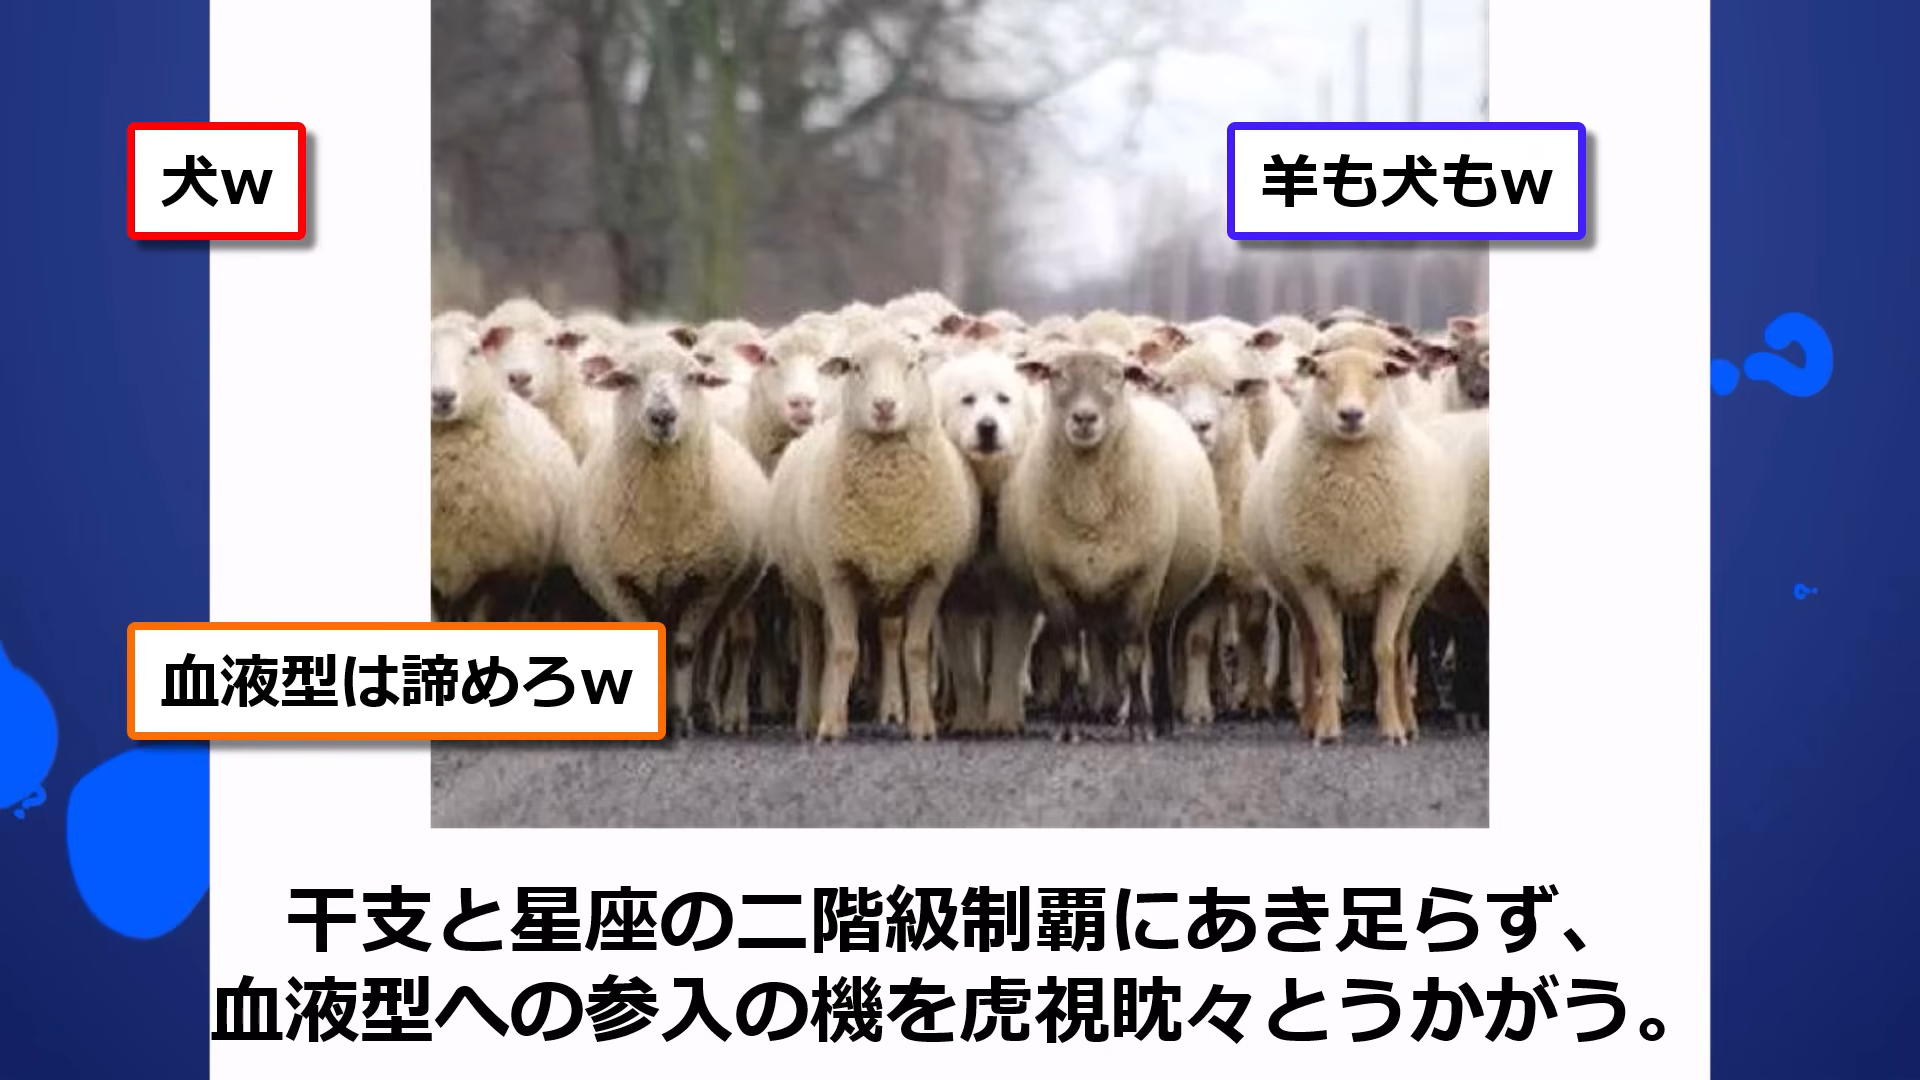 犬w
羊も犬もw
血液型は諦めろw
干支と星座の二階級制覇にあき足らず、
血液型への参入の機を虎視眈々とうかがう。